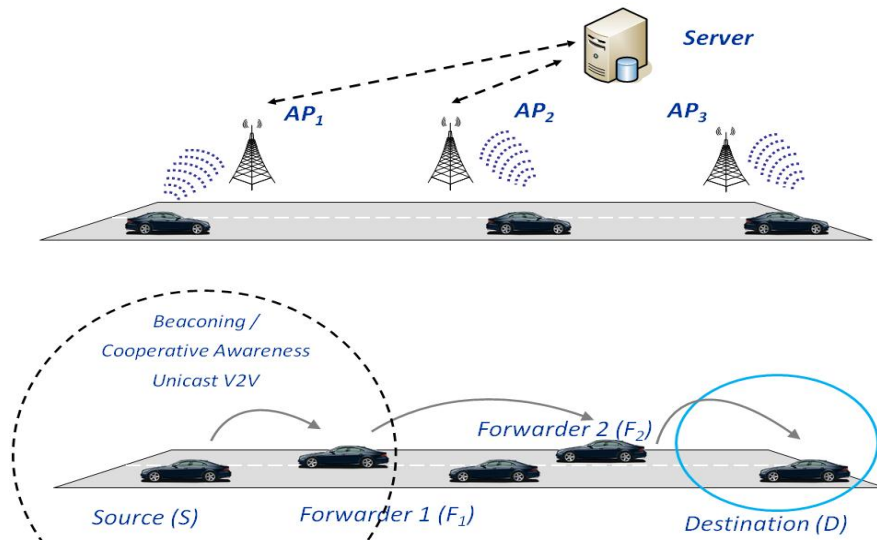 Server
AP₁
AP₂
AP₃
Beaconing /
Cooperative Awareness
Unicast V2V
Forwarder 2 (F₂)
Source (S)
Forwarder 1 (F₁)
Destination (D)